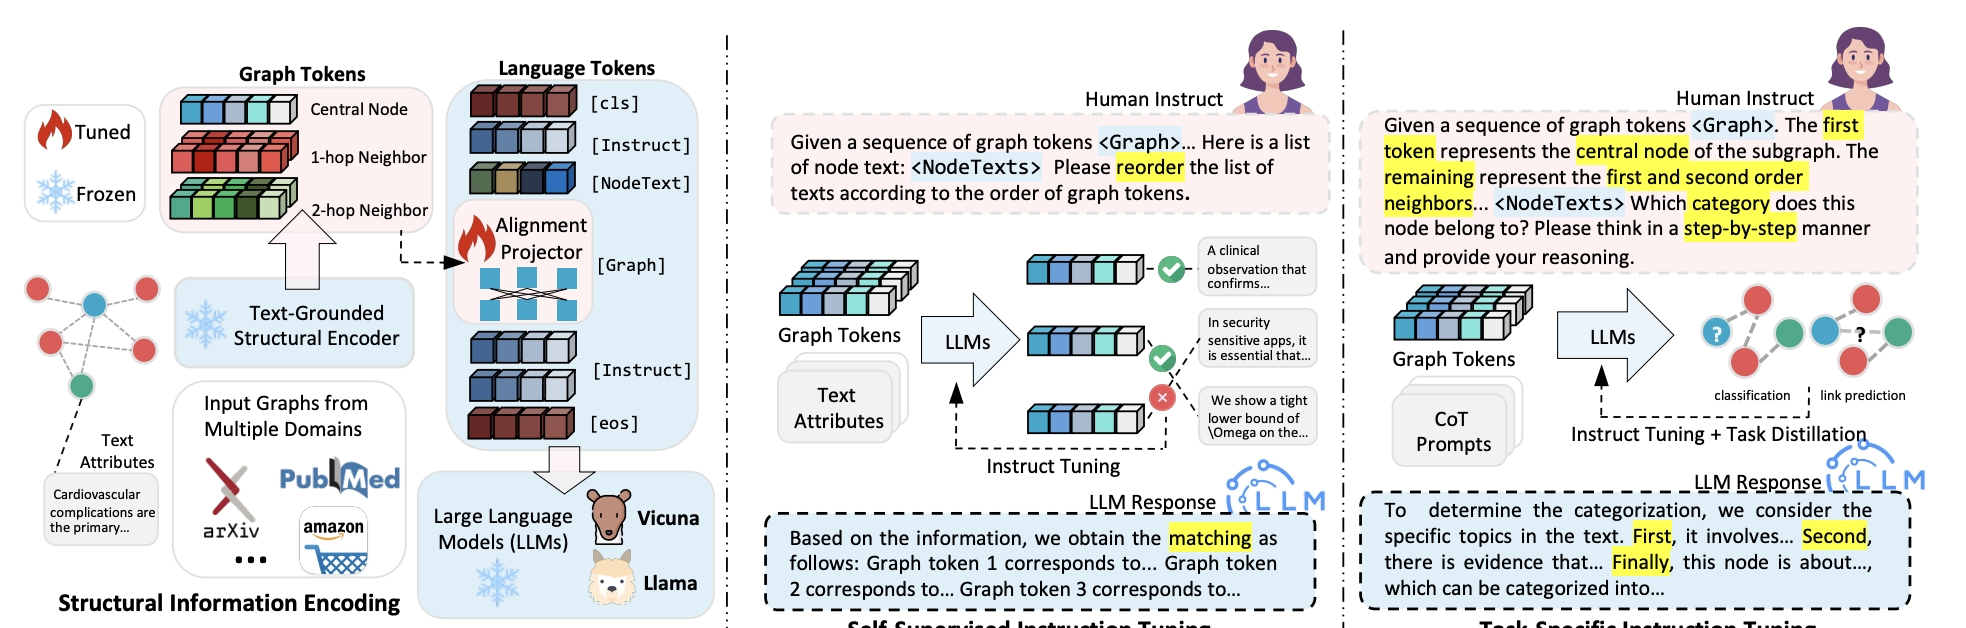 Graph Tokens
Central Node
1-hop Neighbor
2-hop Neighbor
Tuned
Frozen
Text-Grounded
Structural Encoder
Text
Attributes
Cardiovascular
complications are
the primary...
Input Graphs from
Multiple Domains
arXiv
PubMed
amazon
...
Structural Information Encoding
Language Tokens
[cls]
[Instruct]
[NodeText]
Alignment
Projector
[Graph]
[Instruct]
[eos]
Large Language
Models (LLMs)
Vicuna
Llama
Human Instruct
Given a sequence of graph tokens <Graph>... Here is a list
of node text: <NodeTexts> Please reorder the list of
texts according to the order of graph tokens.
Graph Tokens
Text
Attributes
LLMs
A clinical
observation that
confirms...
In security
sensitive apps, it
is essential that...
We show a tight
lower bound of
\Omega on the...
Instruct Tuning
LLM Response
LLM
Based on the information, we obtain the matching as
follows: Graph token 1 corresponds to... Graph token
2 corresponds to... Graph token 3 corresponds to...
Self-Supervised Instruction Tuning
Human Instruct
Given a sequence of graph tokens <Graph>. The first
token represents the central node of the subgraph. The
remaining represent the first and second order
neighbors... <NodeTexts> Which category does this
node belong to? Please think in a step-by-step manner
and provide your reasoning.
Graph Tokens
CoT
Prompts
LLMs
?
?
classification
link prediction
Instruct Tuning + Task Distillation
LLM Response
LLM
To determine the categorization, we consider the
specific topics in the text. First, it involves... Second,
there is evidence that... Finally, this node is about...,
which can be categorized into...
Task-Specific Instruction Tuning